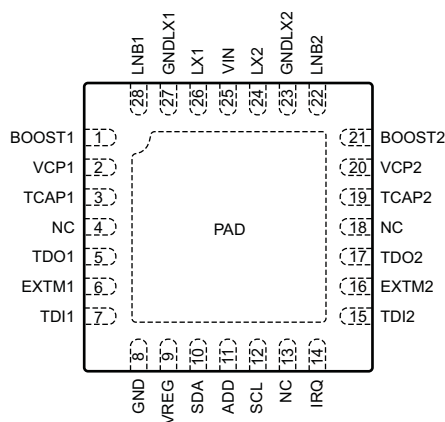 LNB1
GNDLX1
LX1
VIN
LX2
GNDLX2
LNB2
28
27
26
25
24
23
22
BOOST1 1
21 BOOST2
VCP1 2
20 VCP2
TCAP1 3
19 TCAP2
NC 4
18 NC
PAD
TDO1 5
17 TDO2
EXTM1 6
16 EXTM2
TDI1 7
15 TDI2
8
9
10
11
12
13
14
GND
VREG
SDA
ADD
SCL
NC
IRQ